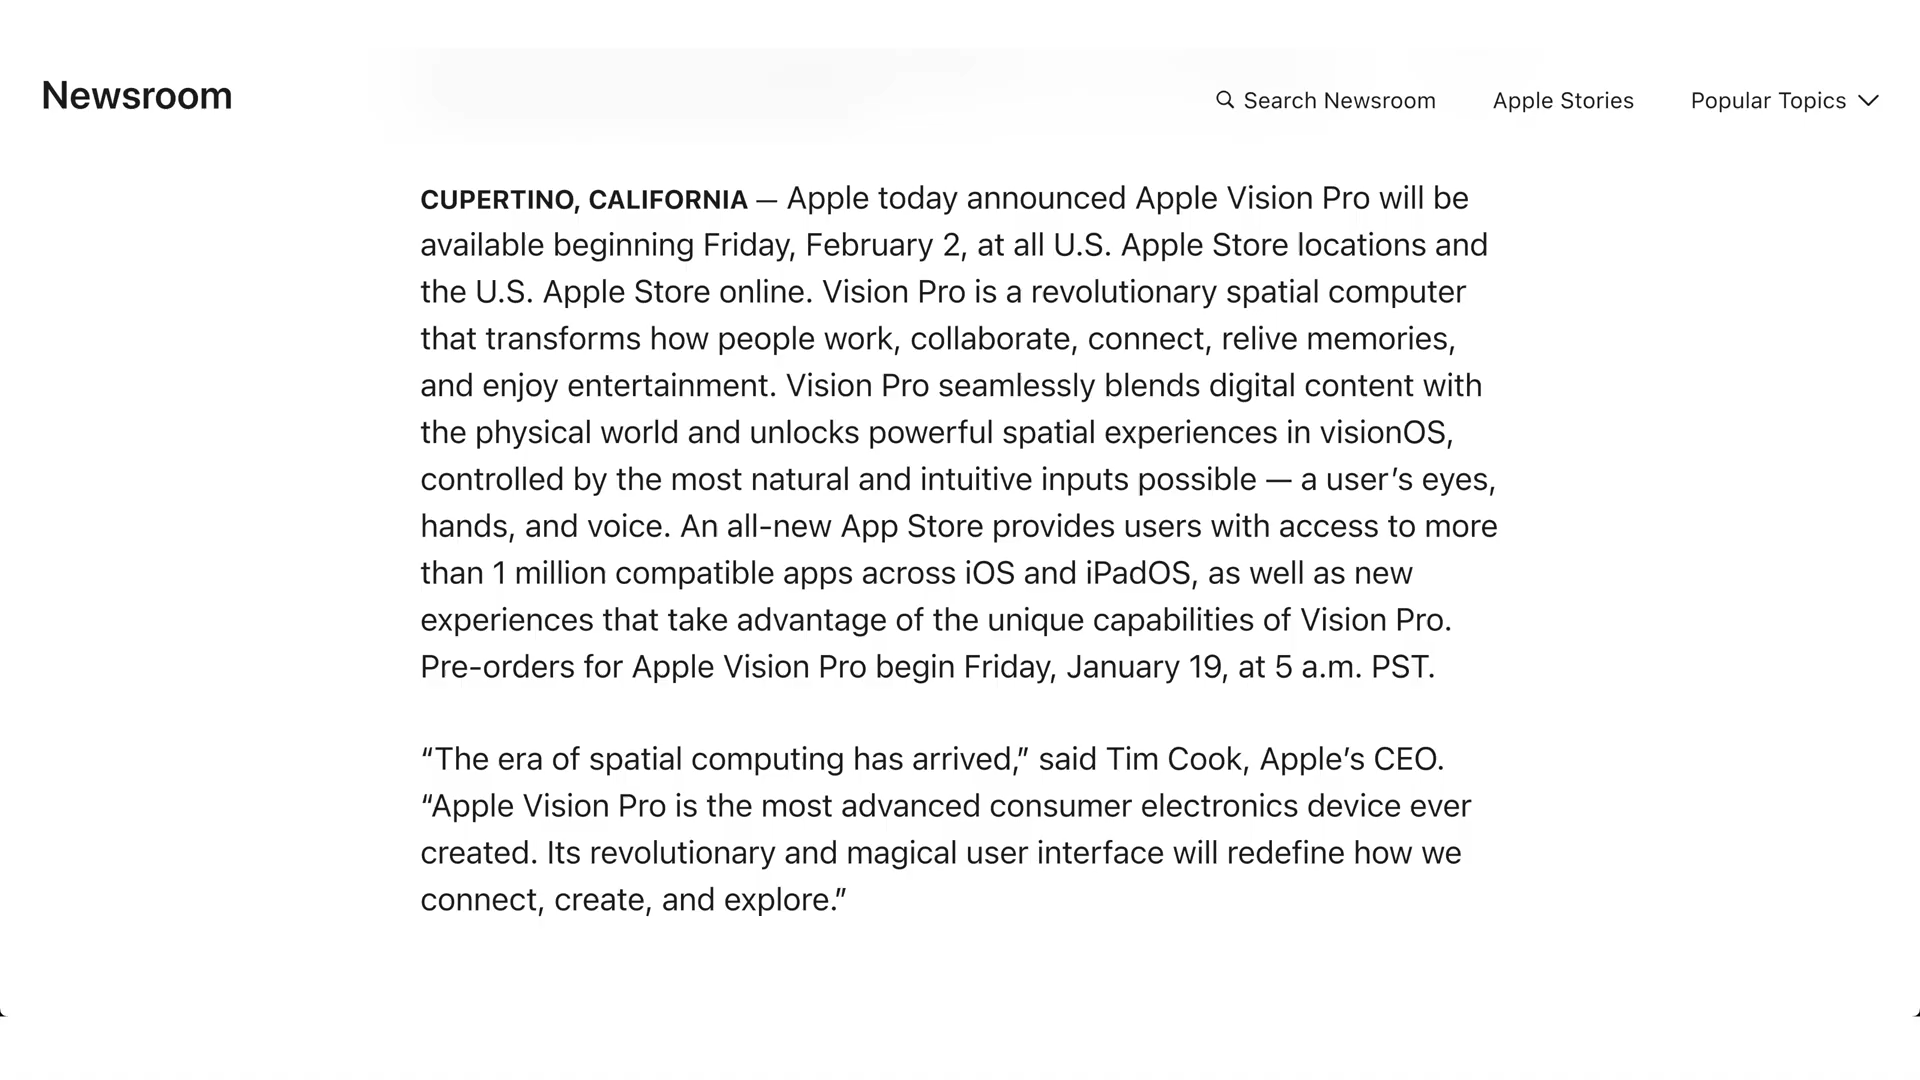 Newsroom
Search Newsroom
Apple Stories
Popular Topics
CUPERTINO, CALIFORNIA — Apple today announced Apple Vision Pro will be
available beginning Friday, February 2, at all U.S. Apple Store locations and
the U.S. Apple Store online. Vision Pro is a revolutionary spatial computer
that transforms how people work, collaborate, connect, relive memories,
and enjoy entertainment. Vision Pro seamlessly blends digital content with
the physical world and unlocks powerful spatial experiences in visionOS,
controlled by the most natural and intuitive inputs possible — a user’s eyes,
hands, and voice. An all-new App Store provides users with access to more
than 1 million compatible apps across iOS and iPadOS, as well as new
experiences that take advantage of the unique capabilities of Vision Pro.
Pre-orders for Apple Vision Pro begin Friday, January 19, at 5 a.m. PST.
“The era of spatial computing has arrived,” said Tim Cook, Apple’s CEO.
“Apple Vision Pro is the most advanced consumer electronics device ever
created. Its revolutionary and magical user interface will redefine how we
connect, create, and explore.”